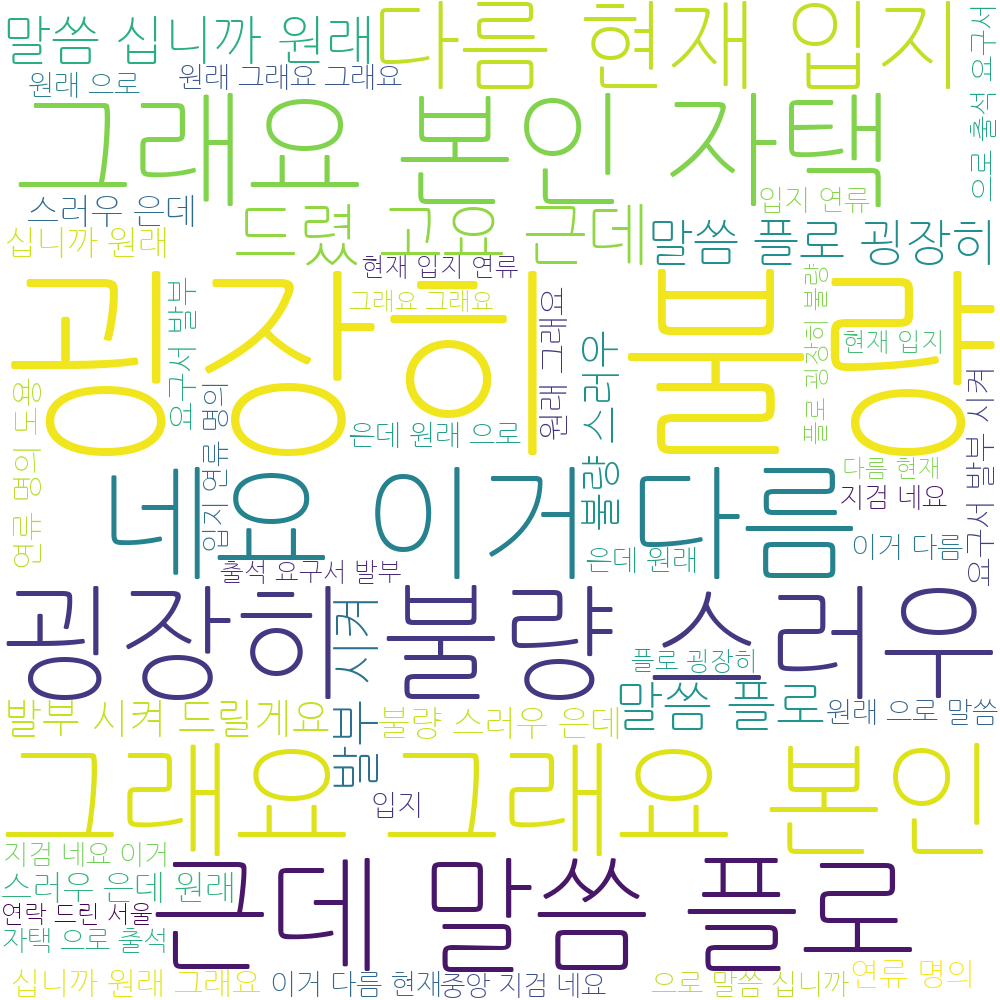 말씀 십니까 원래
다름 현재 입지
원래 으로
원래 그래요 그래요
으로 출석 요구서
그래요 본인 자택
스러우 은데
드렸 고요 근데
입지 연류
십니까 원래
말씀 플로 굉장히
현재 입지 연류
굉장히 불량
요구서 발부
그래요 그래요
원래 그래요
플로 굉장히 불량
현재 입지
불량 스러우
연류 명의 도용
입지 연류 명의
은데 원래 으로
요구서 발부 시켜
다름 현재
지검 네요
네요 이거 다름
이거 다름
은데 원래
출석 요구서 발부
굉장히 불량 스러우
발부 시켜
플로 굉장히
발부 시켜 드릴게요
불량 스러우 은데
말씀 플로
원래 으로 말씀
그래요 그래요 본인
입지
지검 네요 이거
스러우 은데 원래
근데 말씀 플로
연락 드린 서울
자택 으로 출석
십니까 원래 그래요
이거 다름 현재
중앙 지검 네요
으로 말씀 십니까
연류 명의